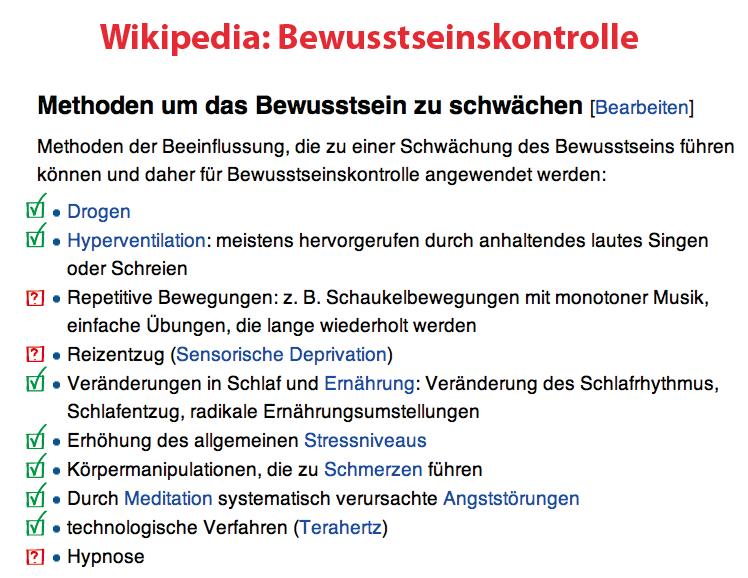 Wikipedia: Bewusstseinskontrolle
Methoden um das Bewusstsein zu schwächen [Bearbeiten]
Methoden der Beeinflussung, die zu einer Schwächung des Bewusstseins führen
können und daher für Bewusstseinskontrolle angewendet werden:
• Drogen
• Hyperventilation: meistens hervorgerufen durch anhaltendes lautes Singen
oder Schreien
? • Repetitive Bewegungen: z. B. Schaukelbewegungen mit monotoner Musik,
einfache Übungen, die lange wiederholt werden
? • Reizentzug (Sensorische Deprivation)
• Veränderungen in Schlaf und Ernährung: Veränderung des Schlafrhythmus,
Schlafentzug, radikale Ernährungsumstellungen
• Erhöhung des allgemeinen Stressniveaus
• Körpermanipulationen, die zu Schmerzen führen
• Durch Meditation systematisch verursachte Angststörungen
• technologische Verfahren (Terahertz)
? • Hypnose